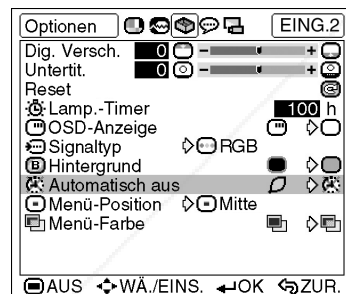 Optionen EING.2
Dig. Versch. 0 - +
Untertit. 0 - +
Reset
Lamp.-Timer 100 h
OSD-Anzeige
Signaltyp RGB
B Hintergrund
Automatisch aus
Menü-Position Mitte
Menü-Farbe
AUS WÄ./EINS. OK ZUR.